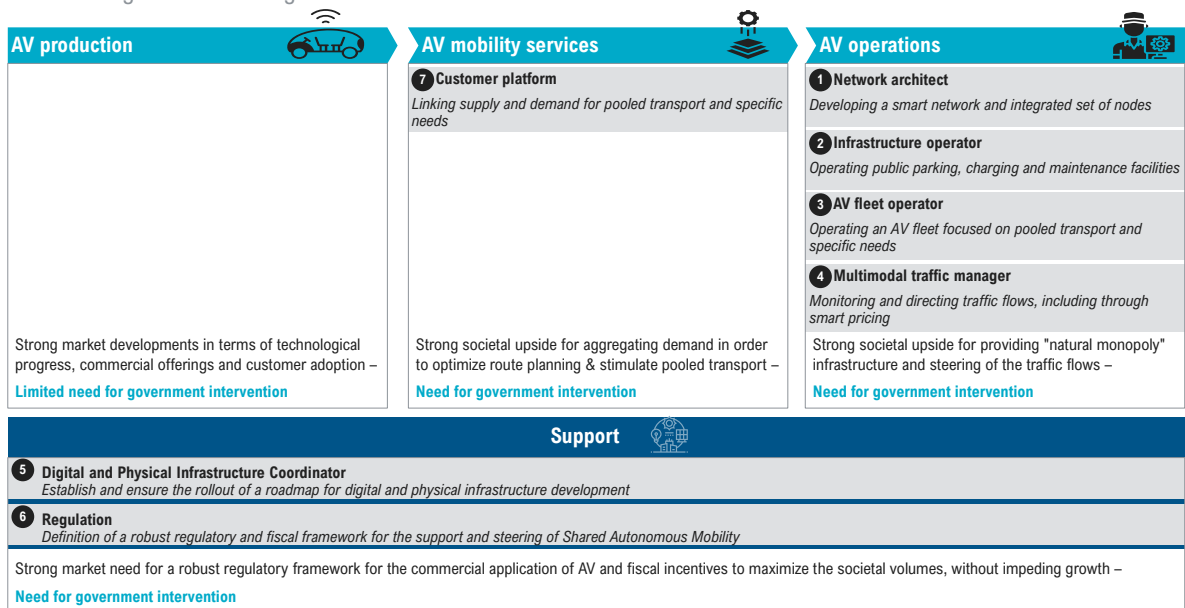 AV production
AV mobility services
AV operations
7 Customer platform
Linking supply and demand for pooled transport and specific
needs
1 Network architect
Developing a smart network and integrated set of nodes
2 Infrastructure operator
Operating public parking, charging and maintenance facilities
3 AV fleet operator
Operating an AV fleet focused on pooled transport and
specific needs
4 Multimodal traffic manager
Monitoring and directing traffic flows, including through
smart pricing
Strong market developments in terms of technological
progress, commercial offerings and customer adoption –
Limited need for government intervention
Strong societal upside for aggregating demand in order
to optimize route planning & stimulate pooled transport –
Need for government intervention
Strong societal upside for providing "natural monopoly"
infrastructure and steering of the traffic flows –
Need for government intervention
Support
5 Digital and Physical Infrastructure Coordinator
Establish and ensure the rollout of a roadmap for digital and physical infrastructure development
6 Regulation
Definition of a robust regulatory and fiscal framework for the support and steering of Shared Autonomous Mobility
Strong market need for a robust regulatory framework for the commercial application of AV and fiscal incentives to maximize the societal volumes, without impeding growth –
Need for government intervention